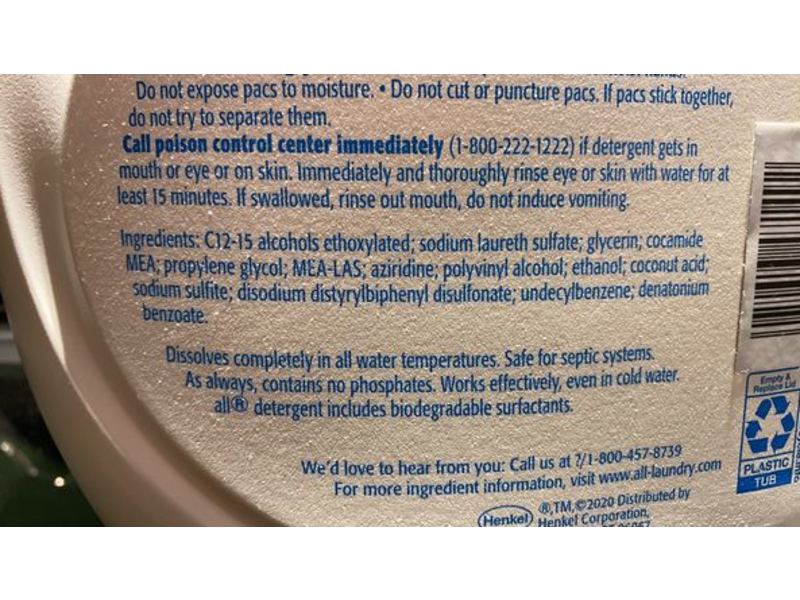 Do not expose pacs to moisture. • Do not cut or puncture pacs. If pacs stick together,
do not try to separate them.
Call poison control center immediately (1-800-222-1222) if detergent gets in
mouth or eye or on skin. Immediately and thoroughly rinse eye or skin with water for at
least 15 minutes. If swallowed, rinse out mouth, do not induce vomiting.
Ingredients: C12-15 alcohols ethoxylated; sodium laureth sulfate; glycerin; cocamide
MEA; propylene glycol; MEA-LAS; aziridine; polyvinyl alcohol; ethanol; coconut acid;
sodium sulfite; disodium distyrylbiphenyl disulfonate; undecylbenzene; denatonium
benzoate.
Dissolves completely in all water temperatures. Safe for septic systems.
As always, contains no phosphates. Works effectively, even in cold water.
all® detergent includes biodegradable surfactants.
We'd love to hear from you: Call us at ?/1-800-457-8739
For more ingredient information, visit www.all-laundry.com
®,TM,©2020 Distributed by
Henkel Henkel Corporation,
Empty &
Replace Lid
PLASTIC
TUB